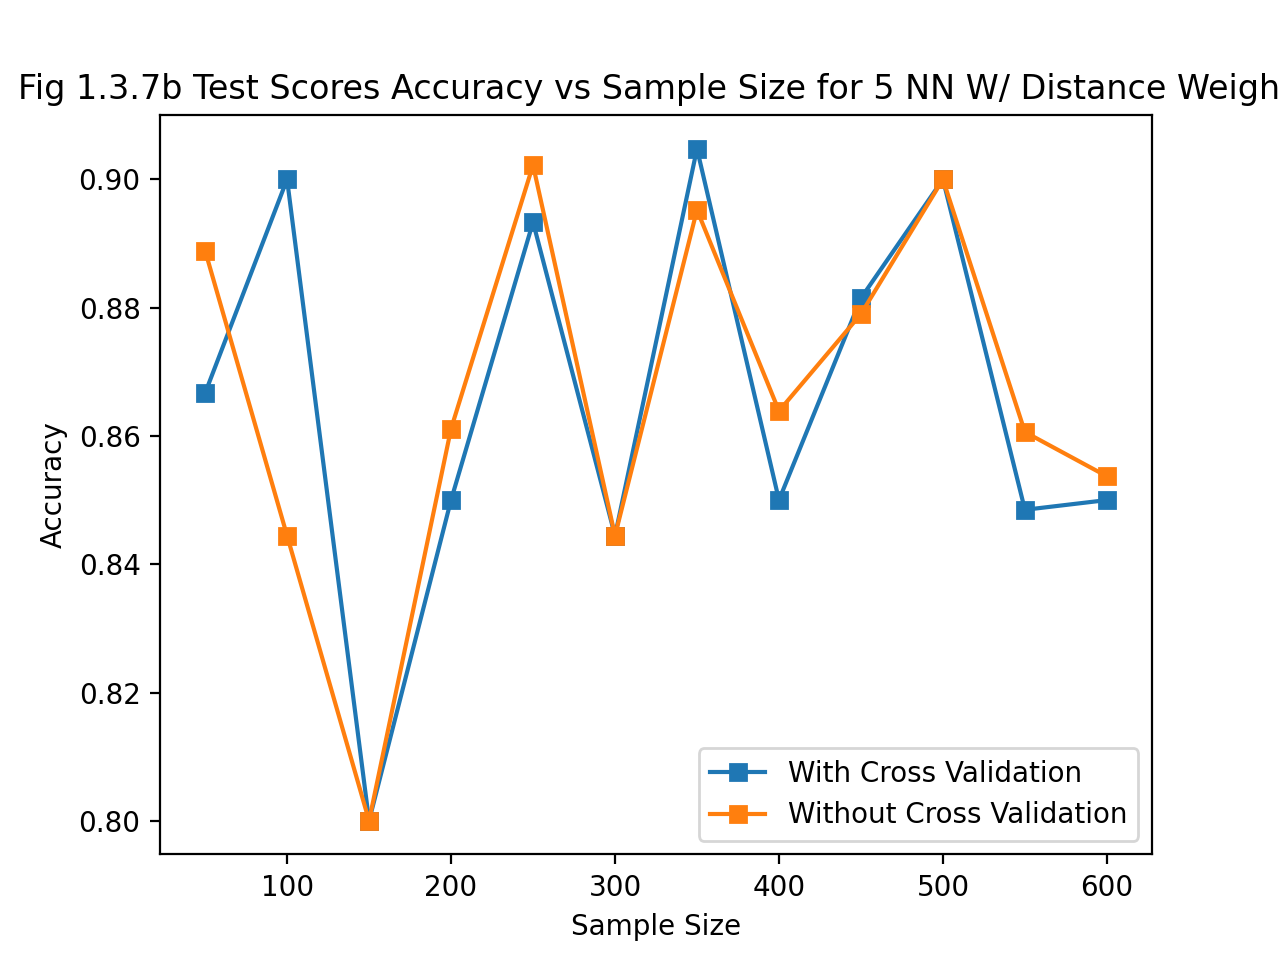 Fig 1.3.7b Test Scores Accuracy vs Sample Size for 5 NN W/ Distance Weigh
0.90
0.88
0.86
0.84
0.82
0.80
Accuracy
With Cross Validation
Without Cross Validation
100 200 300 400 500 600
Sample Size